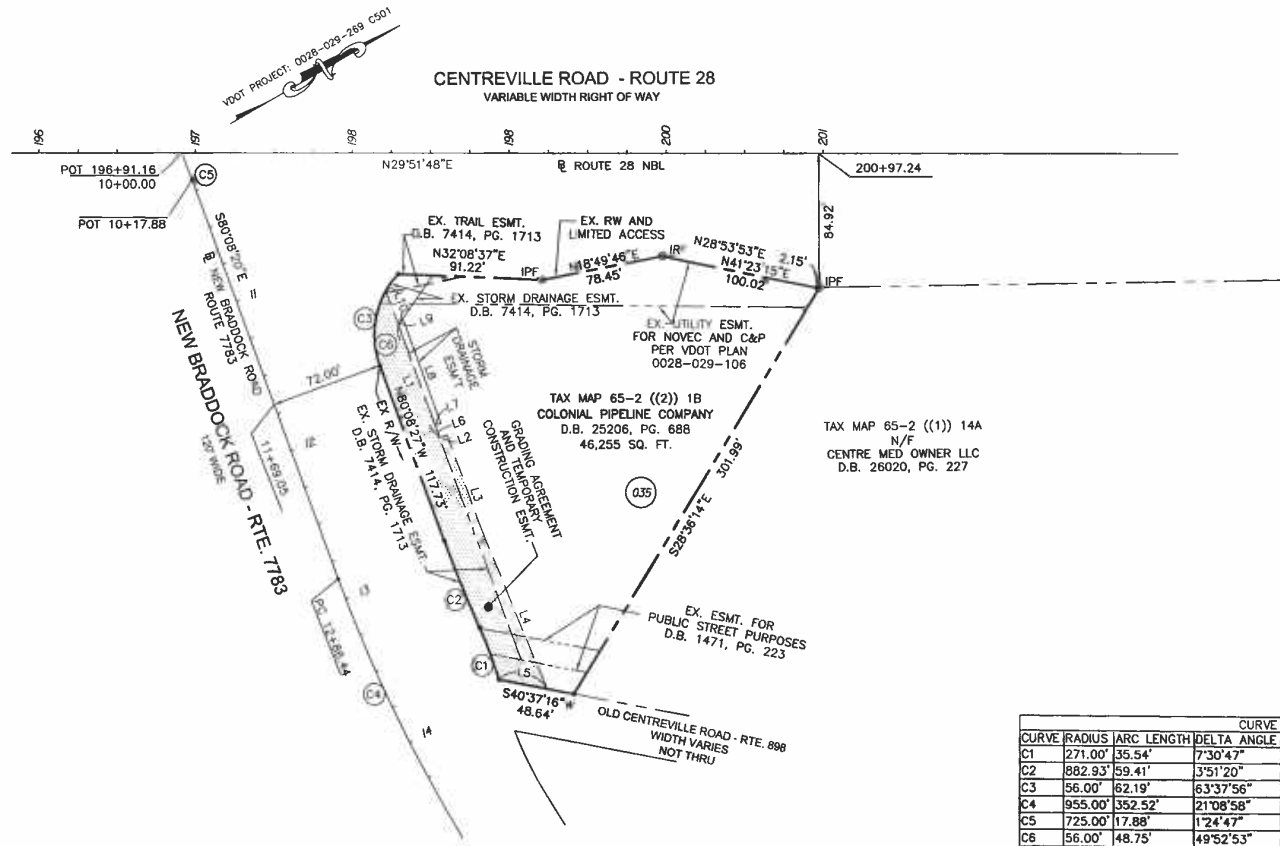 VDOT PROJECT: 0028-029-269 C501
CENTREVILLE ROAD - ROUTE 28
VARIABLE WIDTH RIGHT OF WAY
196
197
198
198
200
201
N29°51'48"E
℄ ROUTE 28 NBL
POT 196+91.16
10+00.00
C5
POT 10+17.88
200+97.24
84.92
S80°08'20"E
11
NEW BRADDOCK ROAD
ROUTE 7783
NEW BRADDOCK ROAD - RTE. 7783
120' WIDE
72.00'
11+69.05
12
13
PC 12+88.44
C4
14
EX. TRAIL ESMT.
D.B. 7414, PG. 1713
N32°08'37"E
91.22'
IPF
EX. RW AND
LIMITED ACCESS
N18°49'46"E
78.45'
IRF
N28°53'53"E
2.15'
N41°23'15"E
100.02
IPF
EX. STORM DRAINAGE ESMT.
D.B. 7414, PG. 1713
EX. UTILITY ESMT.
FOR NOVEC AND C&P
PER VDOT PLAN
0028-029-106
C3
C6
L9
STORM
DRAINAGE
ESM'T
L8
L1
L7
L6
L2
L3
L4
L5
N80°08'27"W
117.73'
EX R/W
EX. STORM DRAINAGE ESMT.
D.B. 7414, PG. 1713
GRADING AGREEMENT
AND TEMPORARY
CONSTRUCTION ESMT.
TAX MAP 65-2 ((2)) 1B
COLONIAL PIPELINE COMPANY
D.B. 25206, PG. 688
46,255 SQ. FT.
035
S28°36'14"E 301.99'
TAX MAP 65-2 ((1)) 14A
N/F
CENTRE MED OWNER LLC
D.B. 26020, PG. 227
C2
C1
EX. ESMT. FOR
PUBLIC STREET PURPOSES
D.B. 1471, PG. 223
S40°37'16"W
48.64'
OLD CENTREVILLE ROAD - RTE. 898
WIDTH VARIES
NOT THRU
CURVE
CURVE RADIUS ARC LENGTH DELTA ANGLE
C1 271.00' 35.54' 7°30'47"
C2 882.93' 59.41' 3°51'20"
C3 56.00' 62.19' 63°37'56"
C4 955.00' 352.52' 21°08'58"
C5 725.00' 17.88' 1°24'47"
C6 56.00' 48.75' 49°52'53"